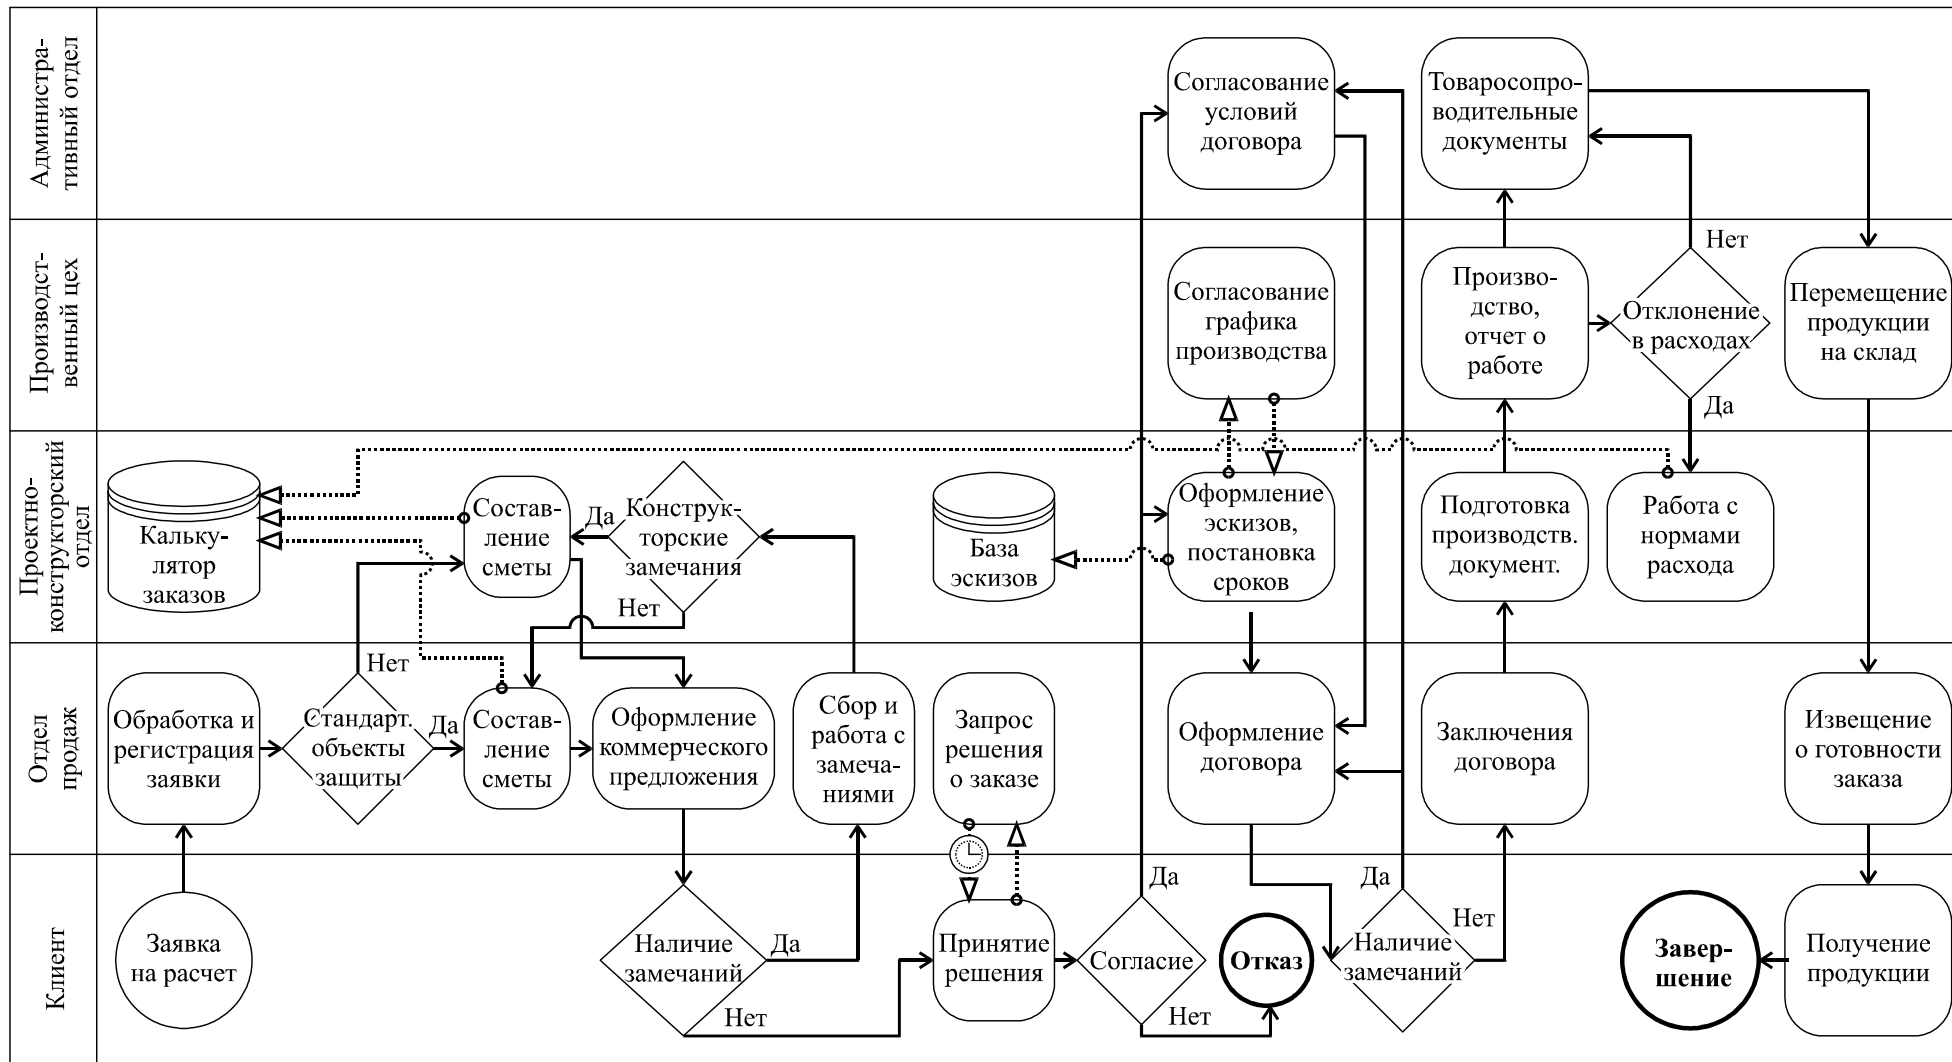 Администра-
тивный отдел
Согласование
условий
договора
Товаросопро-
водительные
документы
Производст-
венный цех
Согласование
графика
производства
Произво-
дство,
отчет о
работе
Нет
Отклонение
в расходах
Да
Перемещение
продукции
на склад
Проектно-
конструкторский
отдел
Кальку-
лятор
заказов
Состав-
ление
сметы
Да
Конструк-
торские
замечания
Нет
База
эскизов
Оформление
эскизов,
постановка
сроков
Подготовка
производств.
документ.
Работа с
нормами
расхода
Отдел
продаж
Обработка и
регистрация
заявки
Нет
Стандарт.
объекты
защиты
Да
Состав-
ление
сметы
Оформление
коммерческого
предложения
Сбор и
работа с
замеча-
ниями
Запрос
решения
о заказе
Оформление
договора
Заключения
договора
Извещение
о готовности
заказа
Клиент
Заявка
на расчет
Наличие
замечаний
Да
Нет
Принятие
решения
Да
Согласие
Нет
Отказ
Да
Наличие
замечаний
Нет
Завер-
шение
Получение
продукции